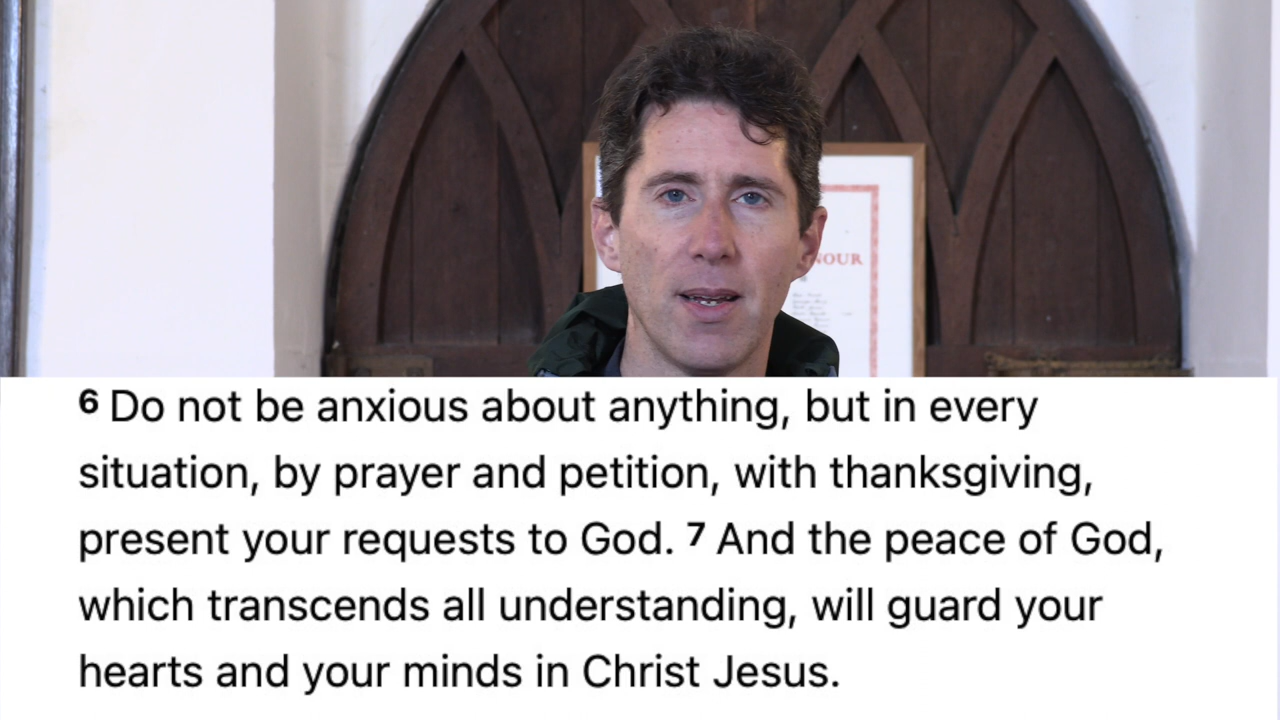 NOUR
6 Do not be anxious about anything, but in every
situation, by prayer and petition, with thanksgiving,
present your requests to God. 7 And the peace of God,
which transcends all understanding, will guard your
hearts and your minds in Christ Jesus.